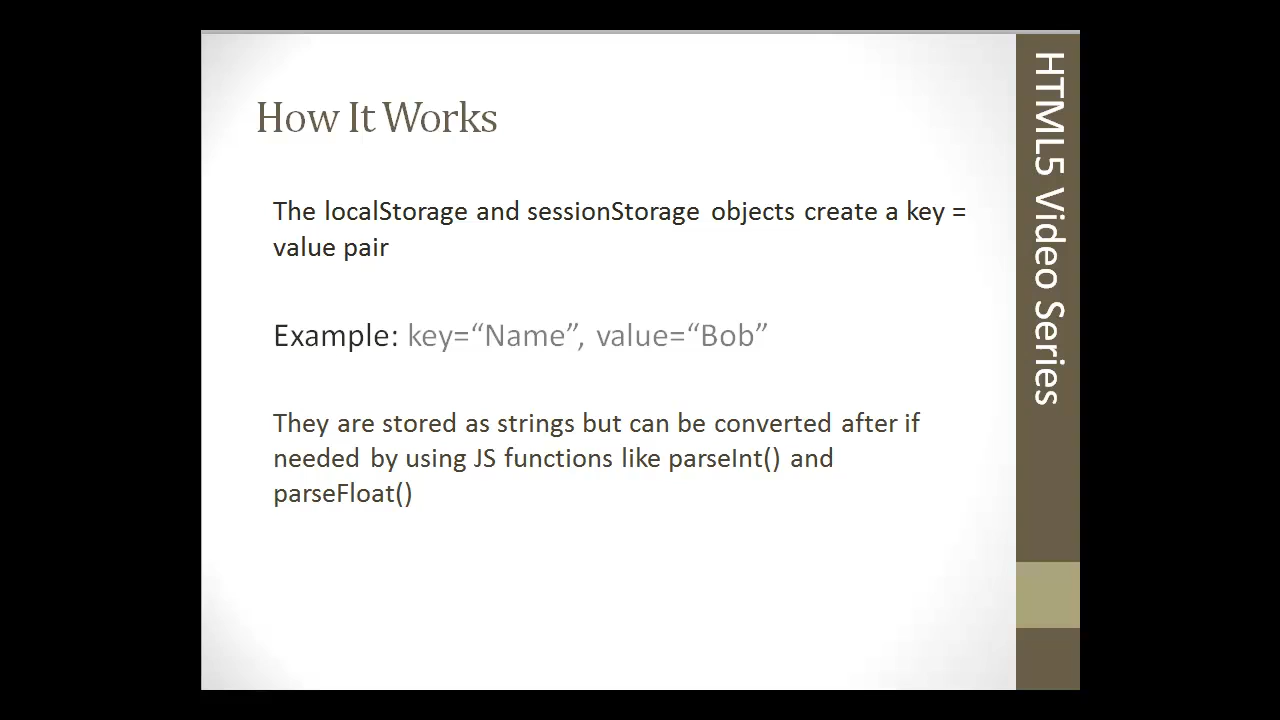 How It Works
The localStorage and sessionStorage objects create a key =
value pair
Example: key=“Name”, value=“Bob”
They are stored as strings but can be converted after if
needed by using JS functions like parseInt() and
parseFloat()
HTML5 Video Series